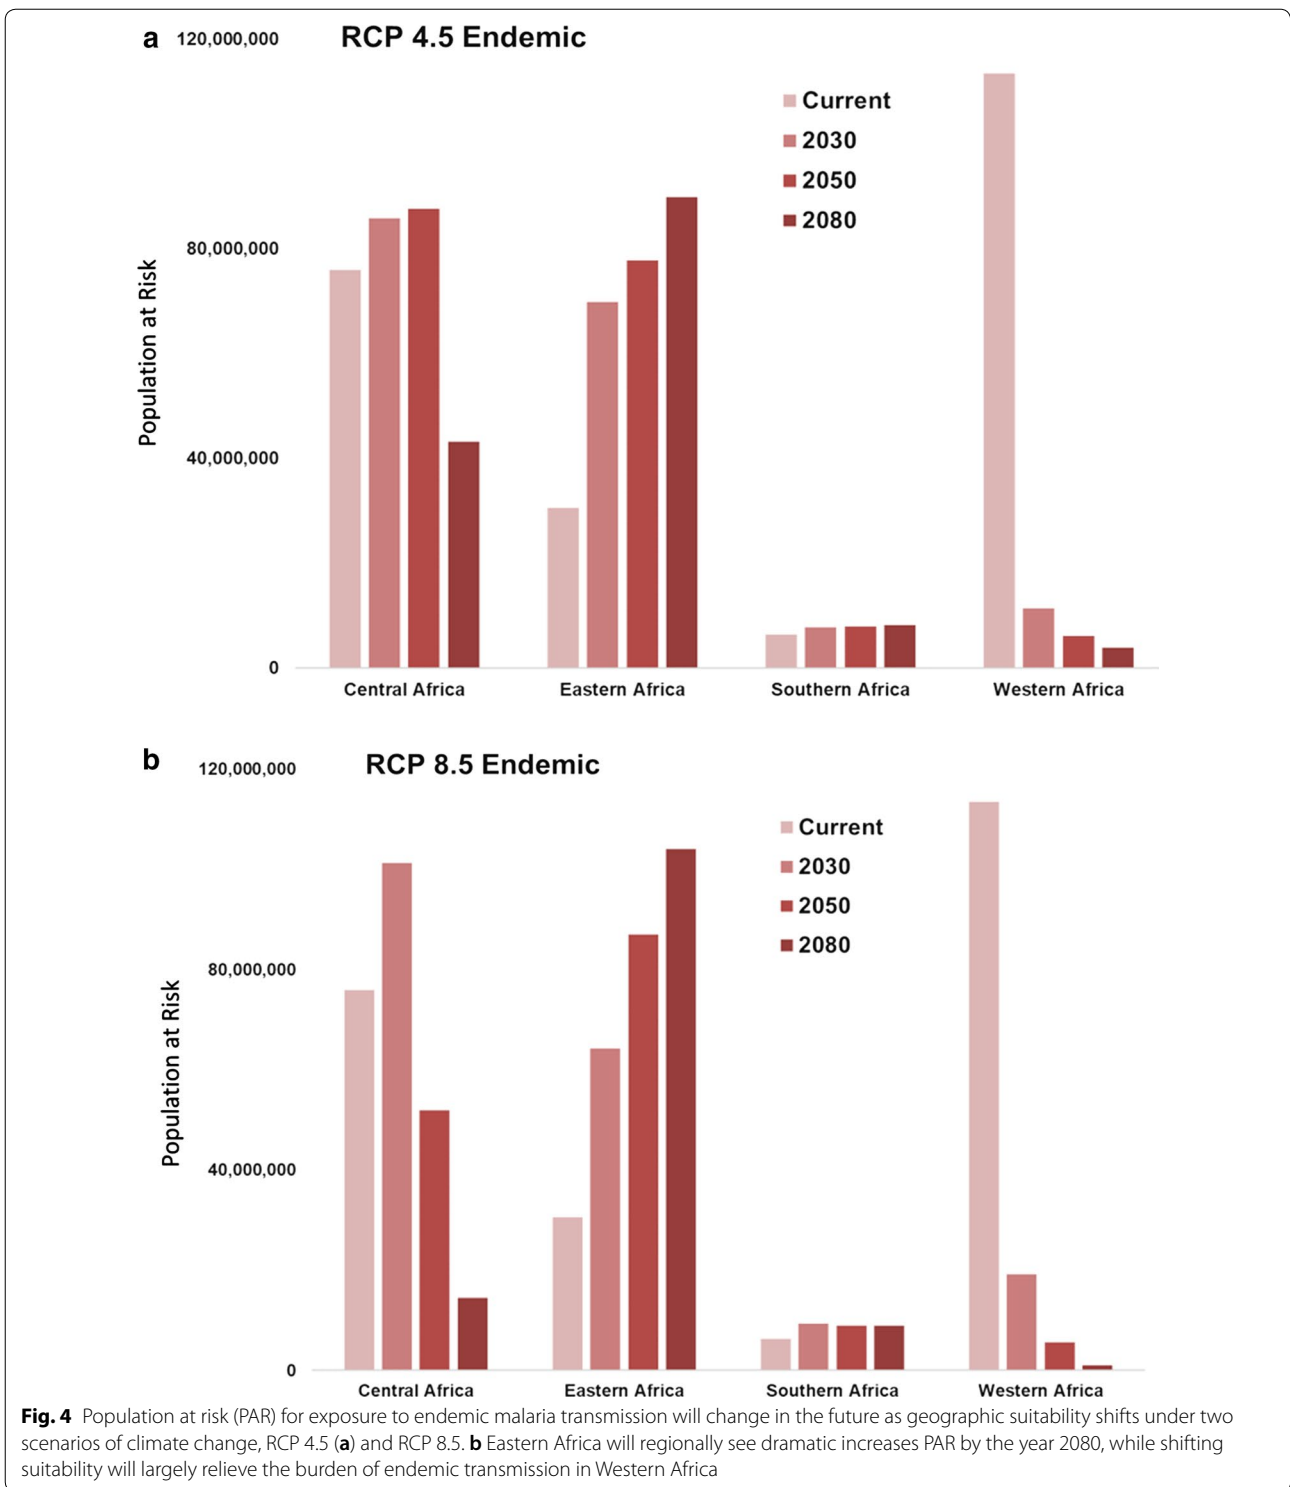 a 120,000,000 RCP 4.5 Endemic
Current
2030
2050
2080
80,000,000
Population at Risk
40,000,000
0
Central Africa Eastern Africa Southern Africa Western Africa
b 120,000,000 RCP 8.5 Endemic
Current
2030
2050
2080
80,000,000
Population at Risk
40,000,000
0
Central Africa Eastern Africa Southern Africa Western Africa
Fig. 4 Population at risk (PAR) for exposure to endemic malaria transmission will change in the future as geographic suitability shifts under two
scenarios of climate change, RCP 4.5 (a) and RCP 8.5. b Eastern Africa will regionally see dramatic increases PAR by the year 2080, while shifting
suitability will largely relieve the burden of endemic transmission in Western Africa